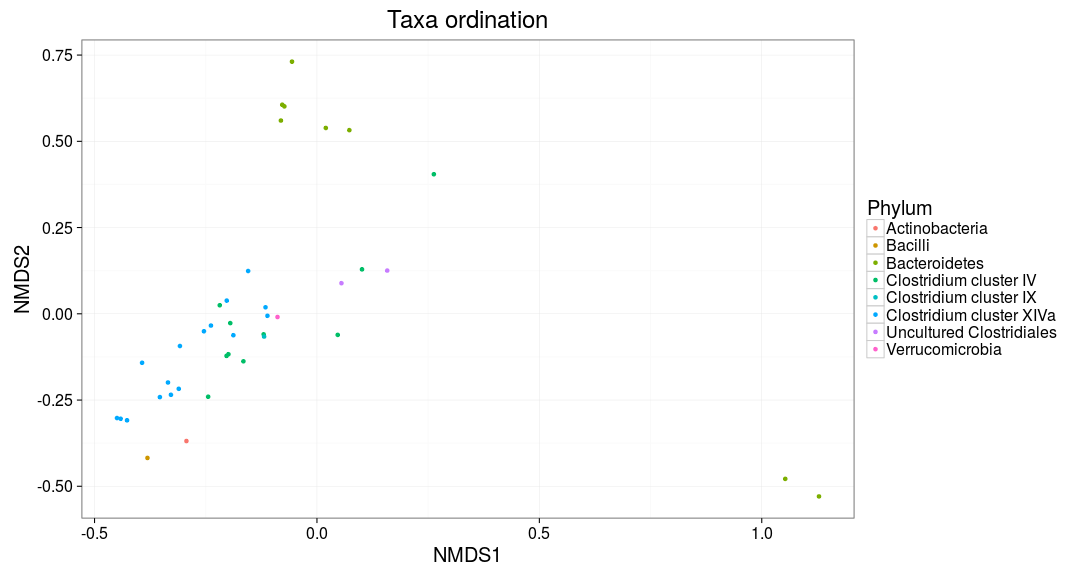 Taxa ordination
0.75
0.50
0.25
0.00
-0.25
-0.50
NMDS2
-0.5
0.0
0.5
1.0
NMDS1
Phylum
Actinobacteria
Bacilli
Bacteroidetes
Clostridium cluster IV
Clostridium cluster IX
Clostridium cluster XIVa
Uncultured Clostridiales
Verrucomicrobia